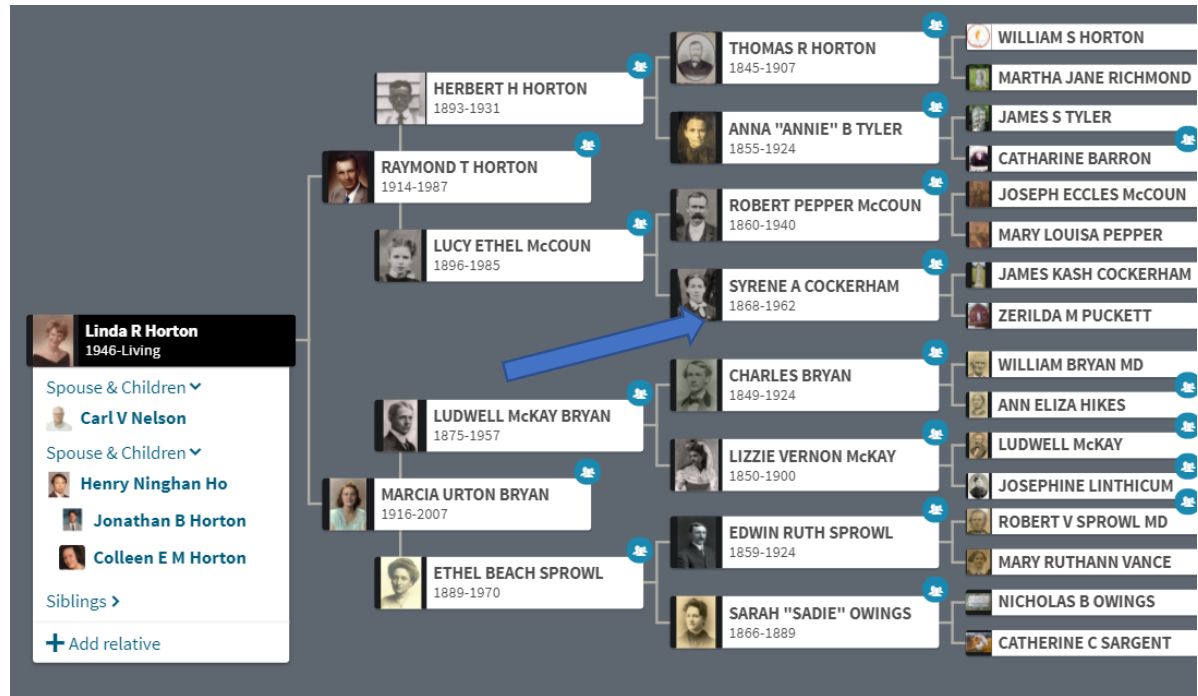 Linda R Horton
1946-Living
Spouse & Children
Carl V Nelson
Spouse & Children
Henry Ninghan Ho
Jonathan B Horton
Colleen E M Horton
Siblings
Add relative
RAYMOND T HORTON
1914-1987
MARCIA URTON BRYAN
1916-2007
HERBERT H HORTON
1893-1931
LUCY ETHEL McCOUN
1896-1985
LUDWELL McKAY BRYAN
1875-1957
ETHEL BEACH SPROWL
1889-1970
THOMAS R HORTON
1845-1907
ANNA "ANNIE" B TYLER
1855-1924
ROBERT PEPPER McCOUN
1860-1940
SYRENE A COCKERHAM
1868-1962
CHARLES BRYAN
1849-1924
LIZZIE VERNON McKAY
1850-1900
EDWIN RUTH SPROWL
1859-1924
SARAH "SADIE" OWINGS
1866-1889
WILLIAM S HORTON
MARTHA JANE RICHMOND
JAMES S TYLER
CATHARINE BARRON
JOSEPH ECCLES McCOUN
MARY LOUISA PEPPER
JAMES KASH COCKERHAM
ZERILDA M PUCKETT
WILLIAM BRYAN MD
ANN ELIZA HIKES
LUDWELL McKAY
JOSEPHINE LINTHICUM
ROBERT V SPROWL MD
MARY RUTHANN VANCE
NICHOLAS B OWINGS
CATHERINE C SARGENT